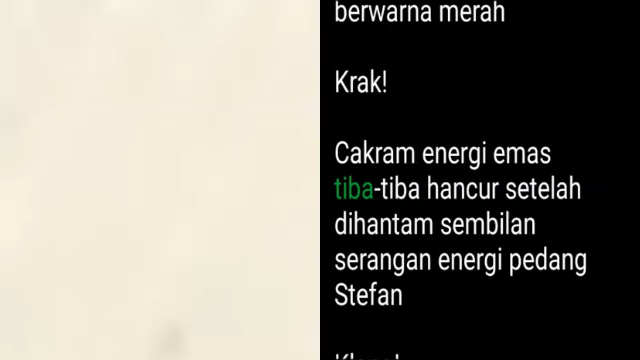 berwarna merah
Krak!
Cakram energi emas
tiba-tiba hancur setelah
dihantam sembilan
serangan energi pedang
Stefan